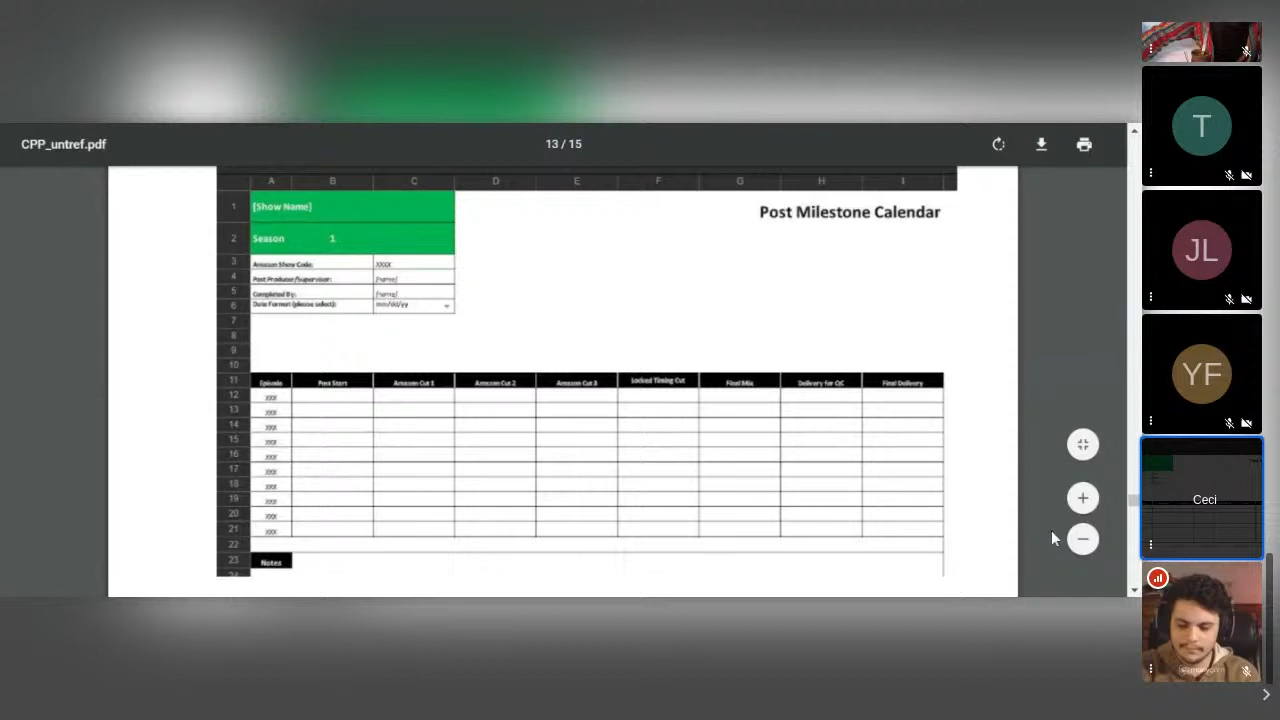 CPP_untref.pdf
13 / 15
A B C D E F G H I
1 [Show Name]
Post Milestone Calendar
2 Season 1
3 Amazon Show Code: XXXX
4 Post Producer/Supervisor: [name]
5 Completed By: [name]
6 Date Format (please select): mm/dd/yy
7
8
9
10
11 Episode Post Start Amazon Cut 1 Amazon Cut 2 Amazon Cut 3 Locked Timing Cut Final Mix Delivery for QC Final Delivery
12 XXX
13 XXX
14 XXX
15 XXX
16 XXX
17 XXX
18 XXX
19 XXX
20 XXX
21 XXX
22
23 Notes
T
JL
YF
Ceci